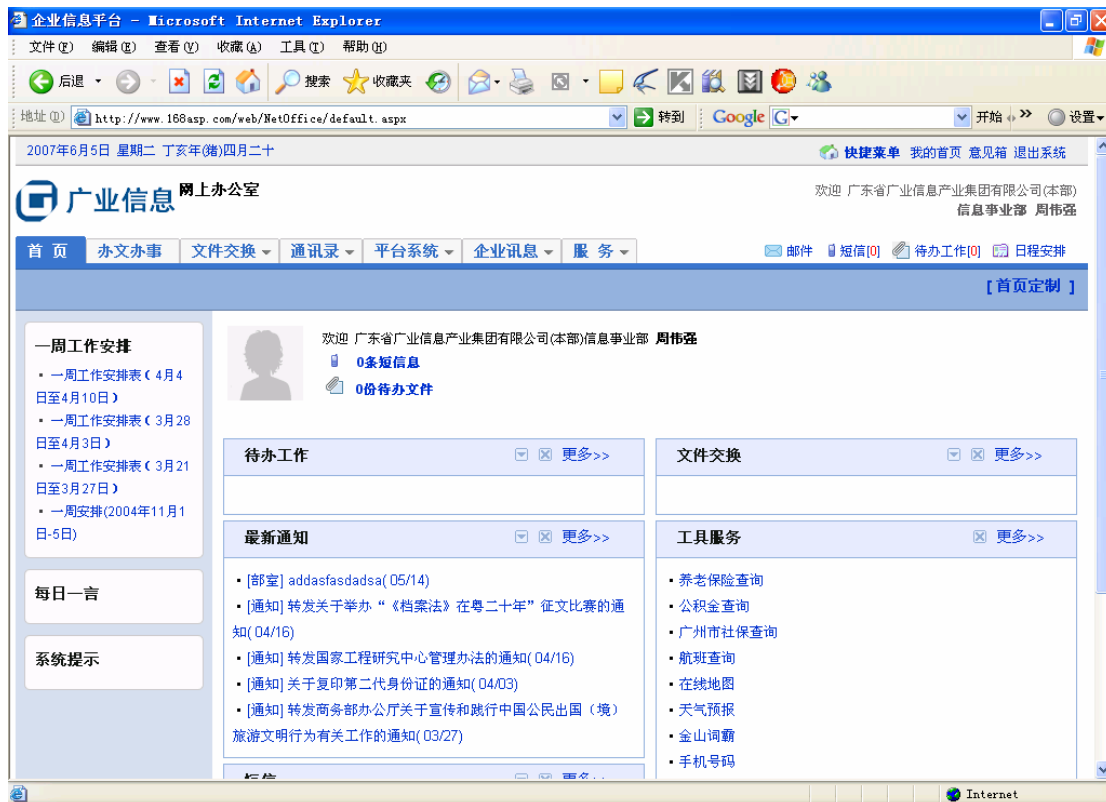 企业信息平台 - Microsoft Internet Explorer
文件(F) 编辑(E) 查看(V) 收藏(A) 工具(T) 帮助(H)
后退 搜索 收藏夹
地址(D) http://www.168asp.com/web/NetOffice/default.aspx 转到 Google G 开始 设置
2007年6月5日 星期二 丁亥年(猪)四月二十 快捷菜单 我的首页 意见箱 退出系统
广业信息 网上办公室 欢迎 广东省广业信息产业集团有限公司(本部)
信息事业部 周伟强
首 页 办文办事 文件交换 通讯录 平台系统 企业讯息 服 务 邮件 短信[0] 待办工作[0] 日程安排
[首页定制 ]
一周工作安排
· 一周工作安排表（4月4
日至4月10日）
· 一周工作安排表（3月28
日至4月3日）
· 一周工作安排表（3月21
日至3月27日）
· 一周安排(2004年11月1
日-5日)
每日一言
系统提示
欢迎 广东省广业信息产业集团有限公司(本部)信息事业部 周伟强
0条短信息
0份待办文件
待办工作 更多>>
文件交换 更多>>
最新通知 更多>>
· [部室] addasfasdadsa( 05/14)
· [通知] 转发关于举办“《档案法》在粤二十年”征文比赛的通
知( 04/16)
· [通知] 转发国家工程研究中心管理办法的通知( 04/16)
· [通知] 关于复印第二代身份证的通知( 04/03)
· [通知] 转发商务部办公厅关于宣传和践行中国公民出国（境）
旅游文明行为有关工作的通知( 03/27)
工具服务 更多>>
· 养老保险查询
· 公积金查询
· 广州市社保查询
· 航班查询
· 在线地图
· 天气预报
· 金山词霸
· 手机号码
短信 更多>>
Internet